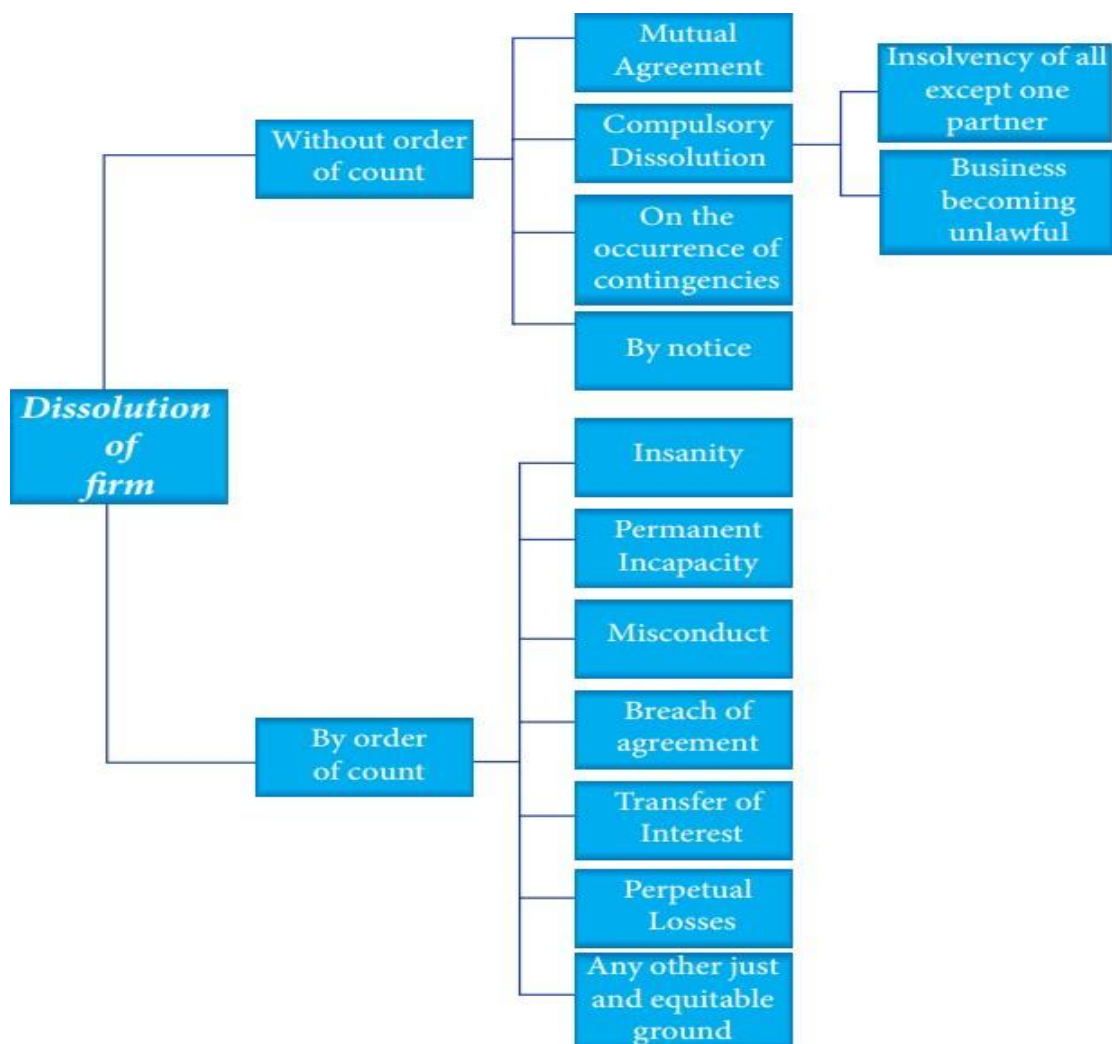 Dissolution
of
firm
Without order
of count
Mutual
Agreement
Compulsory
Dissolution
Insolvency of all
except one
partner
Business
becoming
unlawful
On the
occurrence of
contingencies
By notice
By order
of count
Insanity
Permanent
Incapacity
Misconduct
Breach of
agreement
Transfer of
Interest
Perpetual
Losses
Any other just
and equitable
ground